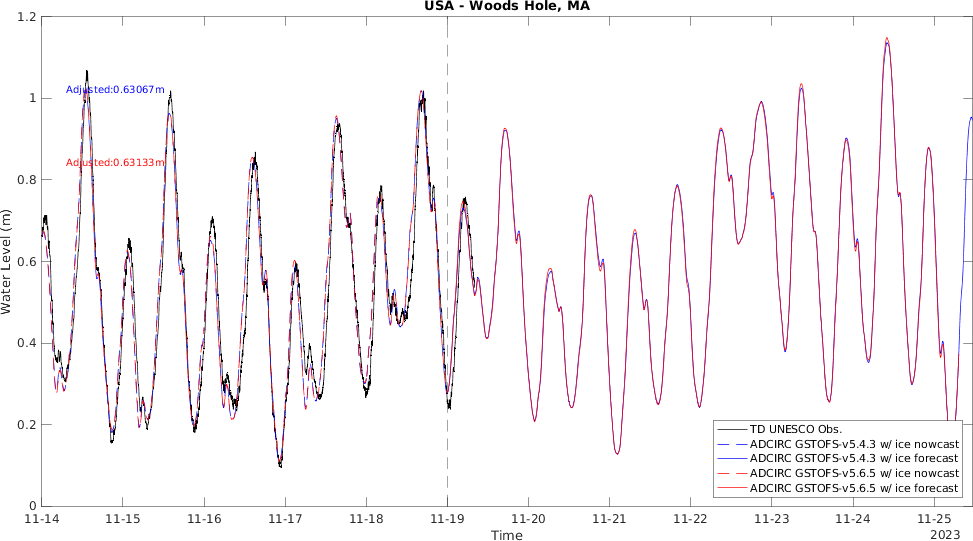 USA - Woods Hole, MA
1.2
1
0.8
0.6
0.4
0.2
0
Water Level (m)
Adjusted:0.63067m
Adjusted:0.63133m
TD UNESCO Obs.
ADCIRC GSTOFS-v5.4.3 w/ ice nowcast
ADCIRC GSTOFS-v5.4.3 w/ ice forecast
ADCIRC GSTOFS-v5.6.5 w/ ice nowcast
ADCIRC GSTOFS-v5.6.5 w/ ice forecast
11-14 11-15 11-16 11-17 11-18 11-19 11-20 11-21 11-22 11-23 11-24 11-25
2023
Time